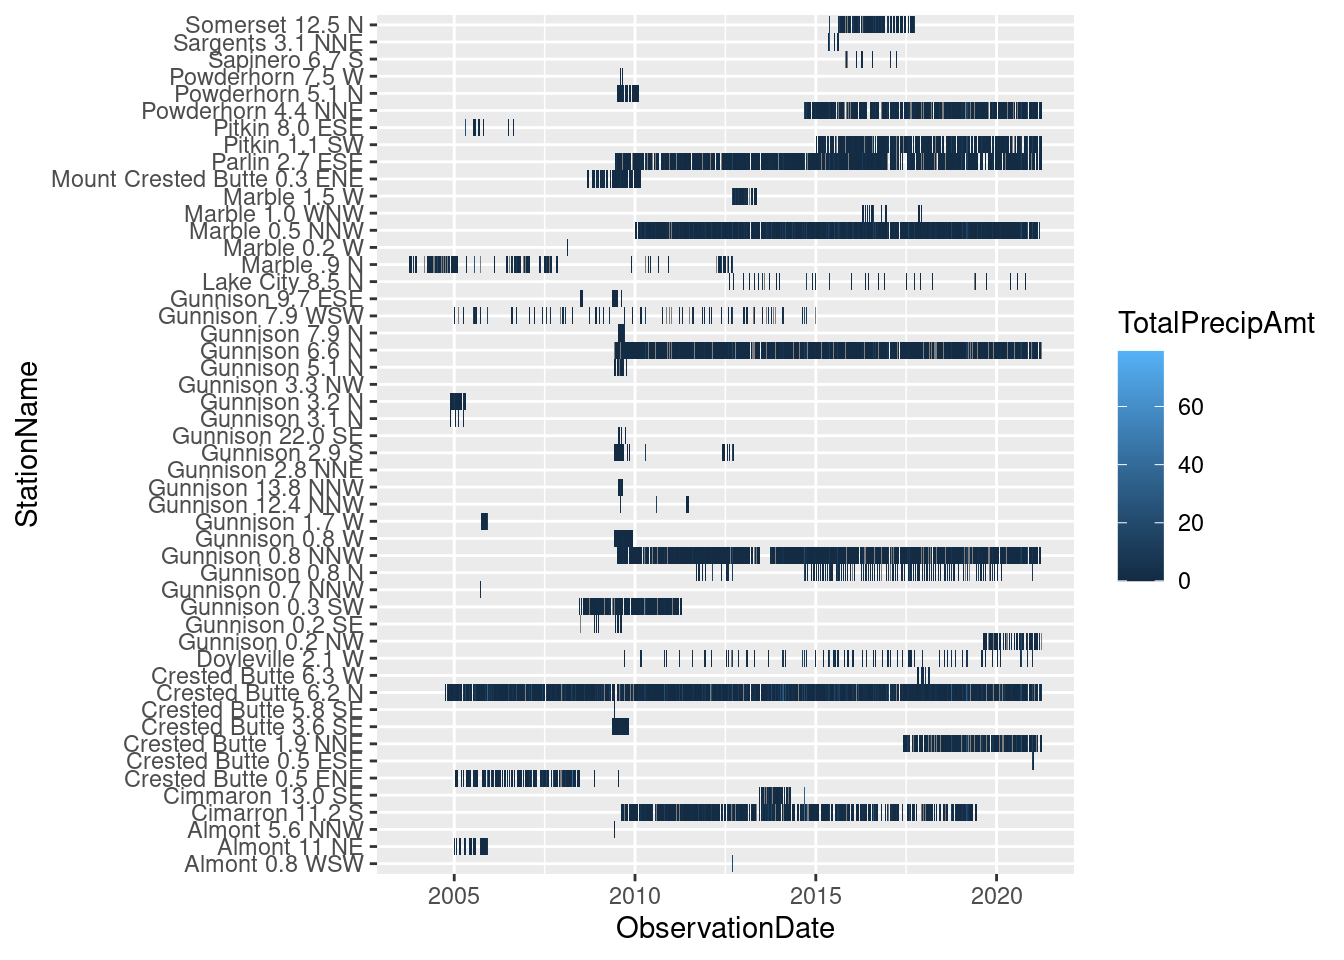 Somerset 12.5 N
Sargents 3.1 NNE
Sapinero 6.7 S
Powderhorn 7.5 W
Powderhorn 5.1 N
Powderhorn 4.4 NNE
Pitkin 8.0 ESE
Pitkin 1.1 SW
Parlin 2.7 ESE
Mount Crested Butte 0.3 ENE
Marble 1.5 W
Marble 1.0 WNW
Marble 0.5 NNW
Marble 0.2 W
Marble .9 N
Lake City 8.5 N
Gunnison 9.7 ESE
Gunnison 7.9 WSW
Gunnison 7.9 N
Gunnison 6.6 N
Gunnison 5.1 N
Gunnison 3.3 NW
Gunnison 3.2 N
Gunnison 3.1 N
Gunnison 22.0 SE
Gunnison 2.9 S
Gunnison 2.8 NNE
Gunnison 13.8 NNW
Gunnison 12.4 NNW
Gunnison 1.7 W
Gunnison 0.8 W
Gunnison 0.8 NNW
Gunnison 0.8 N
Gunnison 0.7 NNW
Gunnison 0.3 SW
Gunnison 0.2 SE
Gunnison 0.2 NW
Doyleville 2.1 W
Crested Butte 6.3 W
Crested Butte 6.2 N
Crested Butte 5.8 SE
Crested Butte 3.6 SE
Crested Butte 1.9 NNE
Crested Butte 0.5 ESE
Crested Butte 0.5 ENE
Cimmaron 13.0 SE
Cimarron 11.2 S
Almont 5.6 NNW
Almont 11 NE
Almont 0.8 WSW
StationName
2005 2010 2015 2020
ObservationDate
TotalPrecipAmt
60
40
20
0